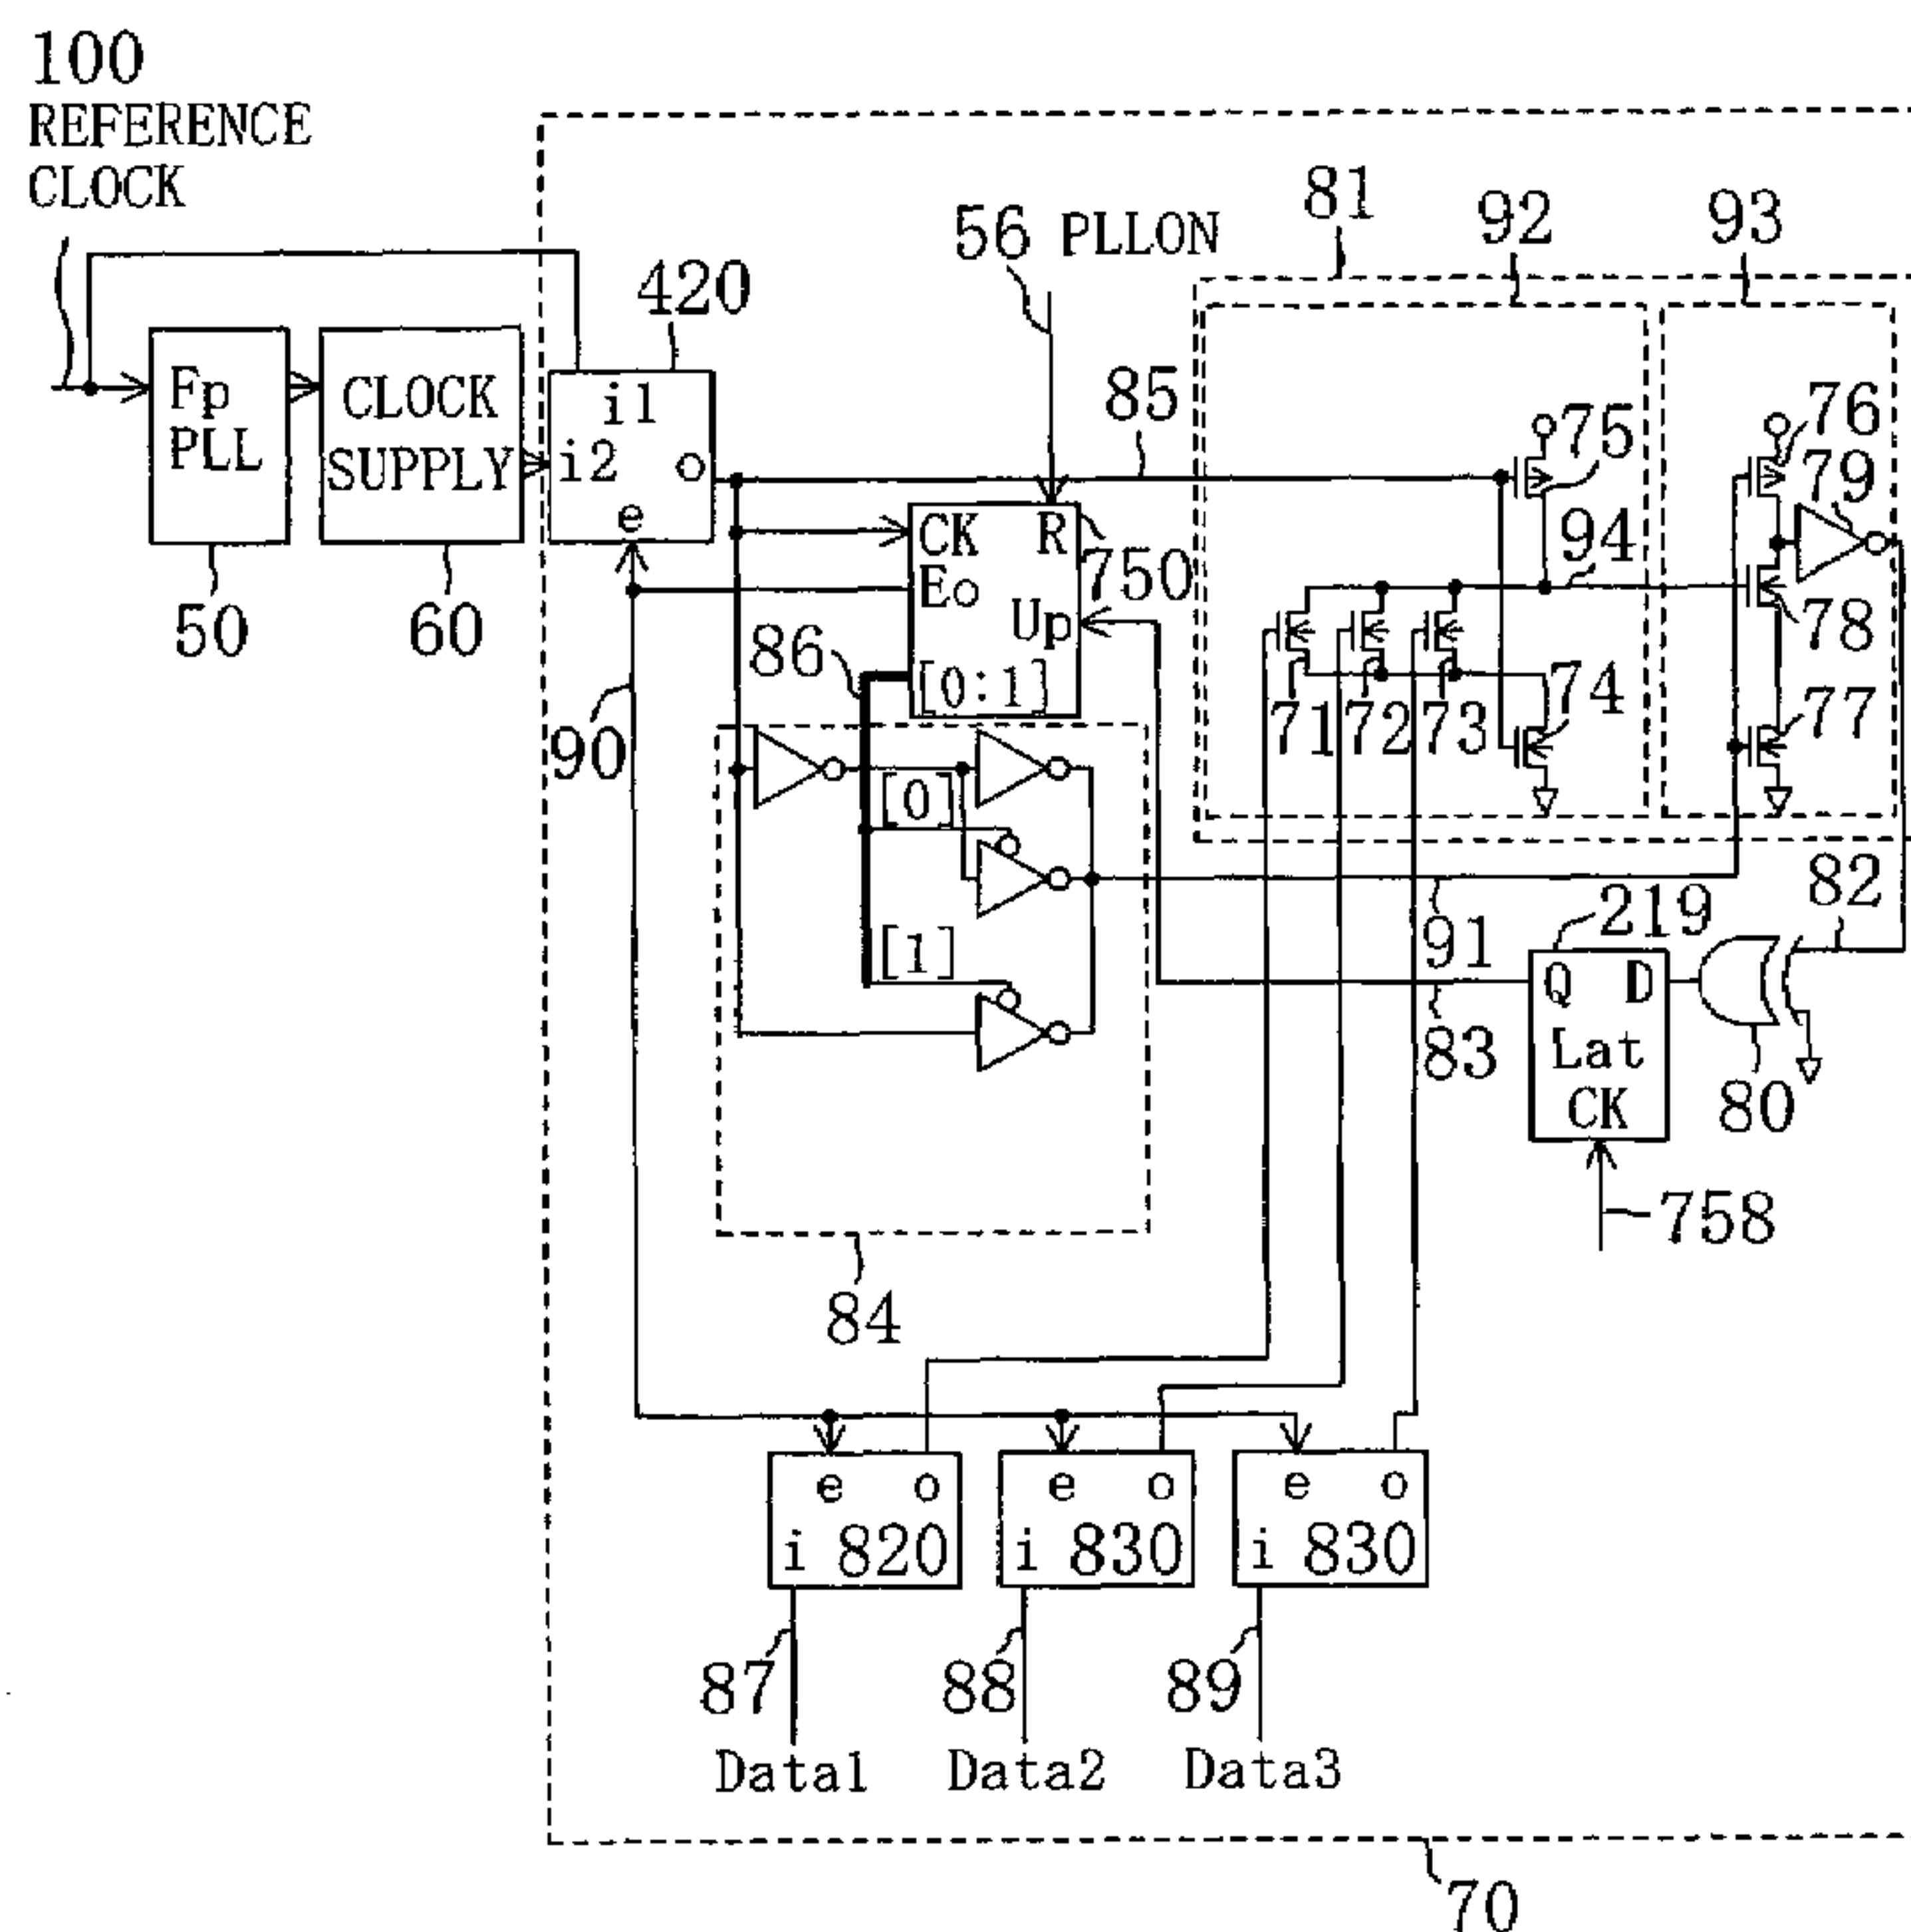 100
REFERENCE
CLOCK
81
92
93
56 PLLON
420
Fp
PLL
CLOCK
SUPPLY
i1
i2
o
e
85
75
76
79
CK
R
Eo
Up
[0:1]
750
94
78
50
60
86
71
72
73
74
77
90
[0]
[1]
82
219
91
Q
D
Lat
CK
83
80
758
84
e
o
i 820
e
o
i 830
e
o
i 830
87
88
89
Data1
Data2
Data3
70